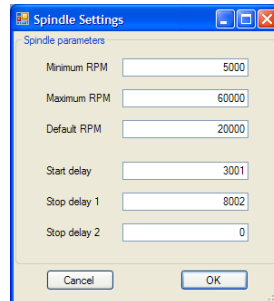 Spindle Settings
Spindle parameters
Minimum RPM 5000
Maximum RPM 60000
Default RPM 20000
Start delay 3001
Stop delay 1 8002
Stop delay 2 0
Cancel OK